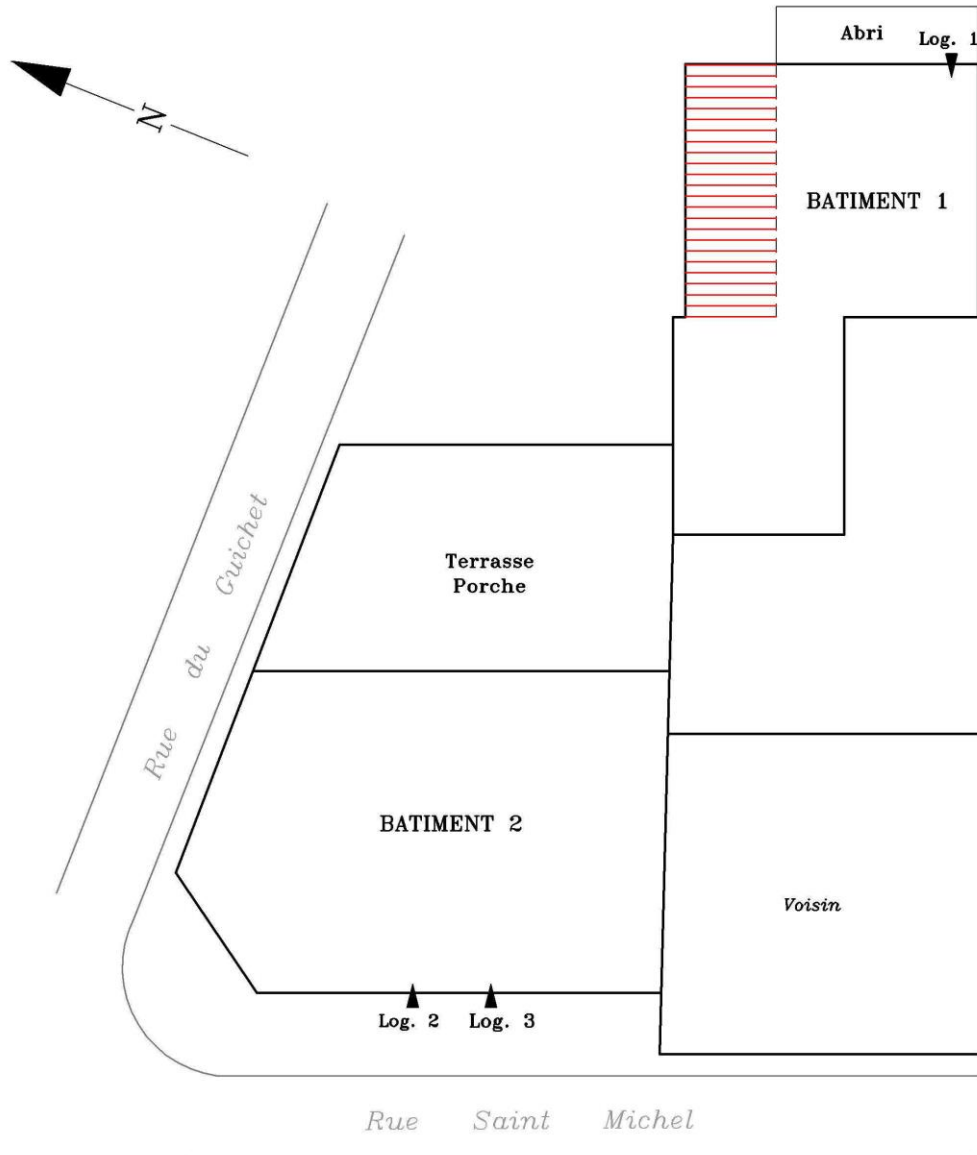 Abri
Log. 1
N
BATIMENT 1
Terrasse
Porche
Rue du Guichet
BATIMENT 2
Voisin
Log. 2
Log. 3
Rue Saint Michel